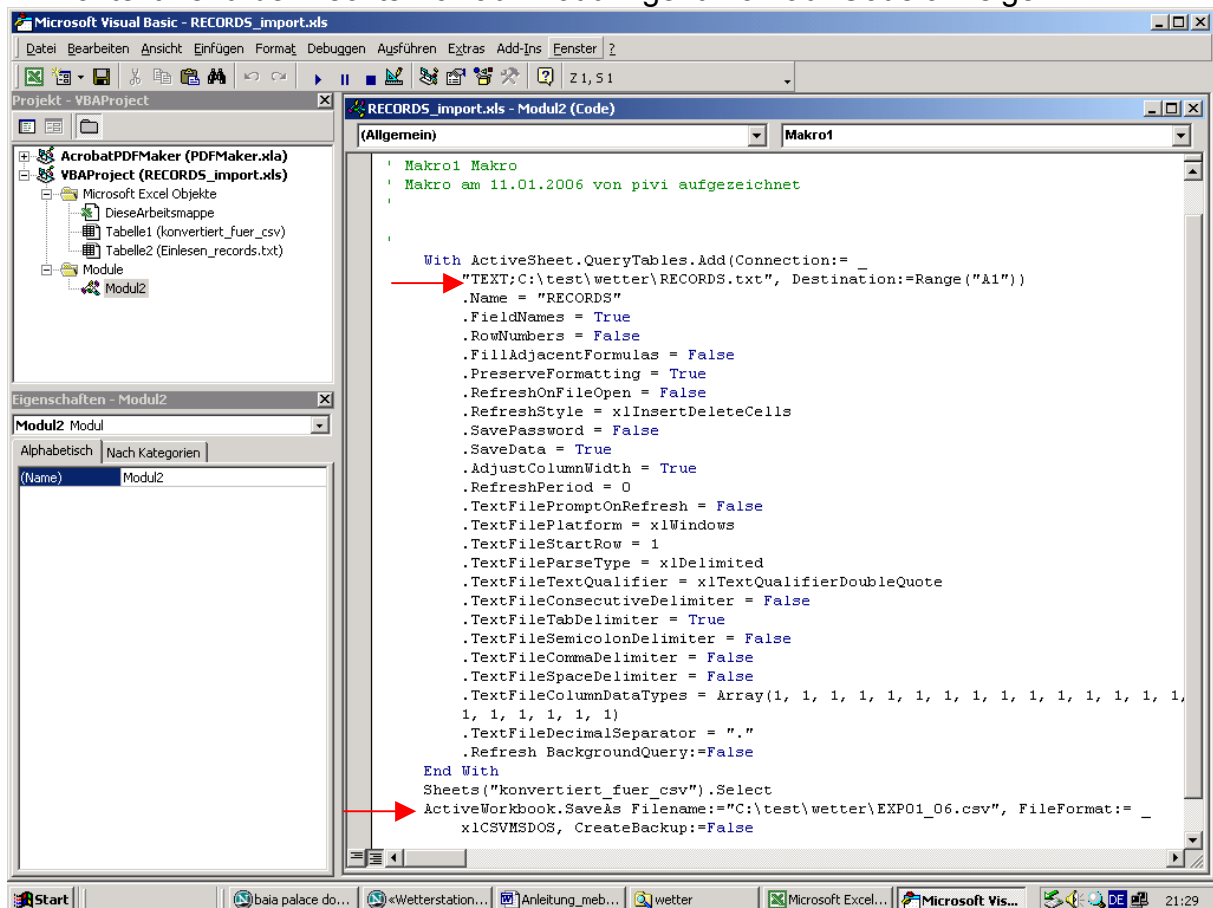 Microsoft Visual Basic - RECORDS_import.xls
Datei Bearbeiten Ansicht Einfügen Format Debuggen Ausführen Extras Add-Ins Fenster ?
Z 1, S 1
Projekt - VBAProject
AcrobatPDFMaker (PDFMaker.xla)
VBAProject (RECORDS_import.xls)
Microsoft Excel Objekte
DieseArbeitsmappe
Tabelle1 (konvertiert_fuer_csv)
Tabelle2 (Einlesen_records.txt)
Module
Modul2
Eigenschaften - Modul2
Modul2 Modul
Alphabetisch Nach Kategorien
(Name) Modul2
RECORDS_import.xls - Modul2 (Code)
(Allgemein) Makro1
' Makro1 Makro
' Makro am 11.01.2006 von pivi aufgezeichnet
'
'
With ActiveSheet.QueryTables.Add(Connection:= _
"TEXT;C:\test\wetter\RECORDS.txt", Destination:=Range("A1"))
.Name = "RECORDS"
.FieldNames = True
.RowNumbers = False
.FillAdjacentFormulas = False
.PreserveFormatting = True
.RefreshOnFileOpen = False
.RefreshStyle = xlInsertDeleteCells
.SavePassword = False
.SaveData = True
.AdjustColumnWidth = True
.RefreshPeriod = 0
.TextFilePromptOnRefresh = False
.TextFilePlatform = xlWindows
.TextFileStartRow = 1
.TextFileParseType = xlDelimited
.TextFileTextQualifier = xlTextQualifierDoubleQuote
.TextFileConsecutiveDelimiter = False
.TextFileTabDelimiter = True
.TextFileSemicolonDelimiter = False
.TextFileCommaDelimiter = False
.TextFileSpaceDelimiter = False
.TextFileColumnDataTypes = Array(1, 1, 1, 1, 1, 1, 1, 1, 1, 1, 1, 1, 1, 1, 1,
1, 1, 1, 1, 1, 1)
.TextFileDecimalSeparator = "."
.Refresh BackgroundQuery:=False
End With
Sheets("konvertiert_fuer_csv").Select
ActiveWorkbook.SaveAs Filename:="C:\test\wetter\EXP01_06.csv", FileFormat:= _
xlCSVMSDOS, CreateBackup:=False
Start baia palace do... «Wetterstation... Anleitung_meb... wetter Microsoft Excel... Microsoft Vis... DE 21:29